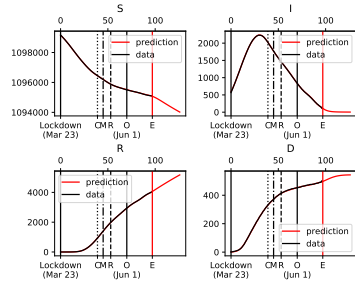 S
I
0 50 100
0 50 100
1098000
1096000
1094000
prediction
data
2000
1500
1000
500
0
prediction
data
Lockdown CMR O E
(Mar 23) (Jun 1)
Lockdown CMR O E
(Mar 23) (Jun 1)
R
D
0 50 100
0 50 100
4000
2000
0
prediction
data
400
200
0
prediction
data
Lockdown CMR O E
(Mar 23) (Jun 1)
Lockdown CMR O E
(Mar 23) (Jun 1)